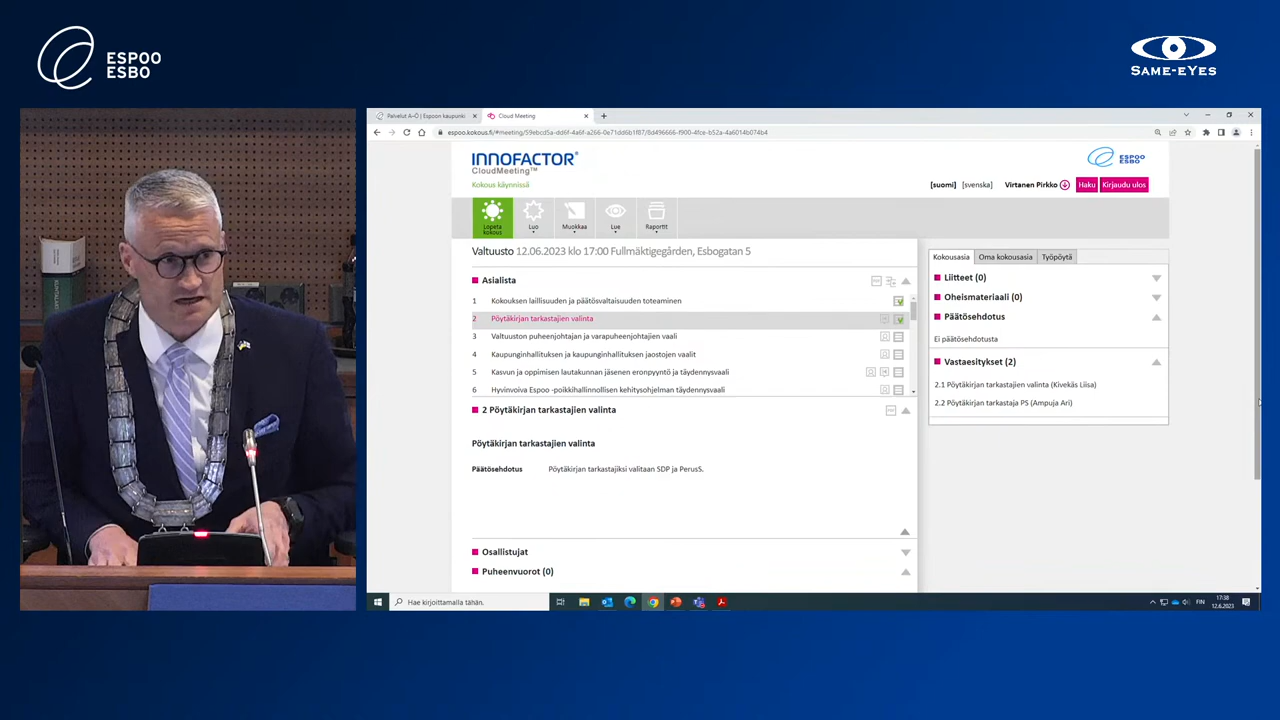 ESPOO
ESBO
SAME-EYES
Palvelut A-Ö | Espoon kaupunki
Cloud Meeting
espoo.kokous.fi/#meeting/59ebcd5a-dd6f-4a6f-a266-0e71dd6b1f87/8d496666-f900-4fce-b52a-4a6014b074b4
INNOFACTOR®
CloudMeeting™
ESPOO
ESBO
Kokous käynnissä
[suomi] [svenska] Virtanen Pirkko Haku Kirjaudu ulos
Lopeta kokous Luo Muokkaa Lue Raportit
Valtuusto 12.06.2023 klo 17:00 Fullmäktigegården, Esbogatan 5
Asialista
1 Kokouksen laillisuuden ja päätösvaltaisuuden toteaminen
2 Pöytäkirjan tarkastajien valinta
3 Valtuuston puheenjohtajan ja varapuheenjohtajien vaali
4 Kaupunginhallituksen ja kaupunginhallituksen jaostojen vaalit
5 Kasvun ja oppimisen lautakunnan jäsenen eronpyyntö ja täydennysvaali
6 Hyvinvoiva Espoo -poikkihallinnollisen kehitysohjelman täydennysvaali
2 Pöytäkirjan tarkastajien valinta
Pöytäkirjan tarkastajien valinta
Päätösehdotus Pöytäkirjan tarkastajiksi valitaan SDP ja PerusS.
Osallistujat
Puheenvuorot (0)
Kokousasia Oma kokousasia Työpöytä
Liitteet (0)
Oheismateriaali (0)
Päätösehdotus
Ei päätösehdotusta
Vastaesitykset (2)
2.1 Pöytäkirjan tarkastajien valinta (Kivekäs Liisa)
2.2 Pöytäkirjan tarkastaja PS (Ampuja Ari)
Hae kirjoittamalla tähän.
FIN
17:38
12.6.2023